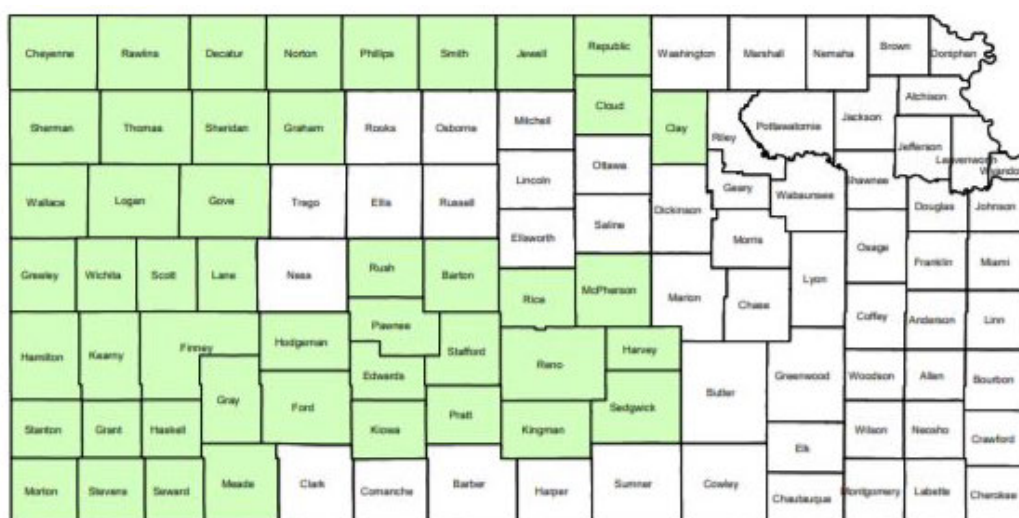 Cheyenne Rawlins Decatur Norton Phillips Smith Jewell Republic Washington Marshall Nemaha Brown Doniphan
Sherman Thomas Sheridan Graham Rooks Osborne Mitchell Cloud Clay Riley Pottawatomie Jackson Atchison
Jefferson Leavenworth
Wallace Logan Gove Trego Ellis Russell Lincoln Ottawa Dickinson Geary Wabaunsee Shawnee Douglas Johnson
Ellsworth Saline Morris Osage
Greeley Wichita Scott Lane Ness Rush Barton Rice McPherson Marion Chase Lyon Franklin Miami
Hamilton Kearny Finney Hodgeman Pawnee Stafford Reno Harvey Coffey Anderson Linn
Gray Ford Edwards Butler Greenwood Woodson Allen Bourbon
Stanton Grant Haskell Kiowa Pratt Kingman Sedgwick Elk Wilson Neosho Crawford
Morton Stevens Seward Meade Clark Comanche Barber Harper Sumner Cowley Chautauqua Montgomery Labette Cherokee